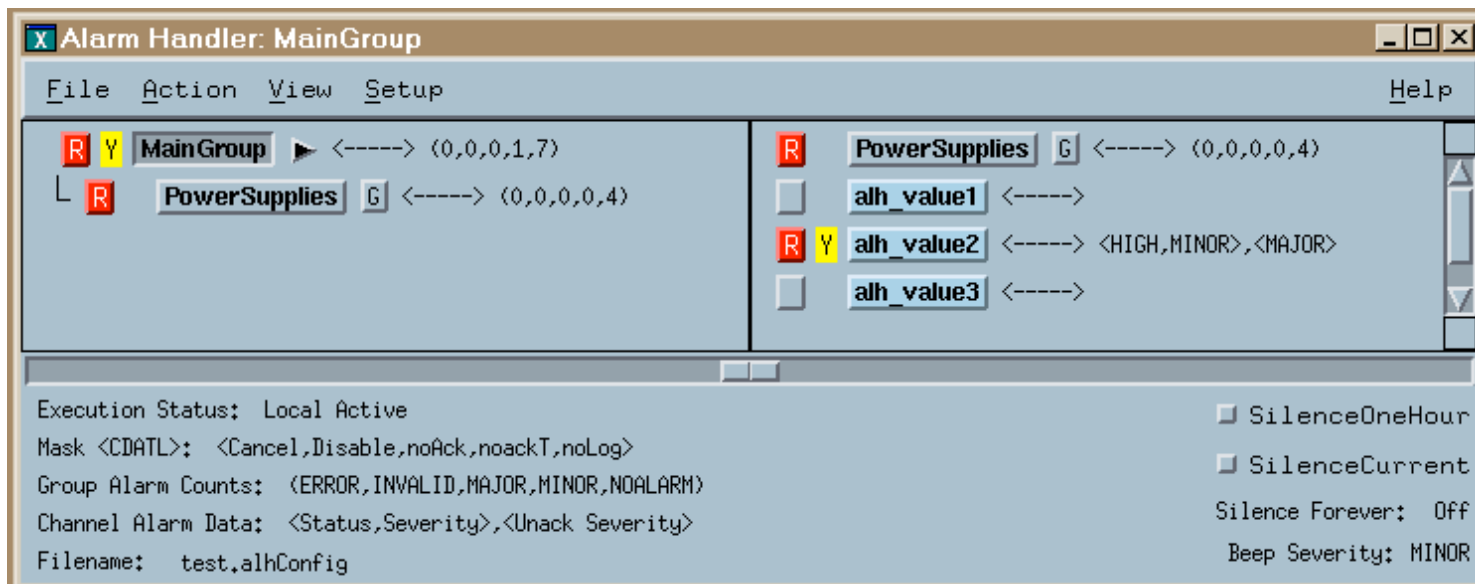 X Alarm Handler: MainGroup
File Action View Setup Help
R Y MainGroup <-----> (0,0,0,1,7)
R PowerSupplies G <-----> (0,0,0,0,4)
R PowerSupplies G <-----> (0,0,0,0,4)
alh_value1 <----->
R Y alh_value2 <-----> <HIGH,MINOR>,<MAJOR>
alh_value3 <----->
Execution Status: Local Active
Mask <CDATL>: <Cancel,Disable,noAck,noackT,noLog>
Group Alarm Counts: (ERROR,INVALID,MAJOR,MINOR,NOALARM)
Channel Alarm Data: <Status,Severity>,<Unack Severity>
Filename: test.alhConfig
SilenceOneHour
SilenceCurrent
Silence Forever: Off
Beep Severity: MINOR